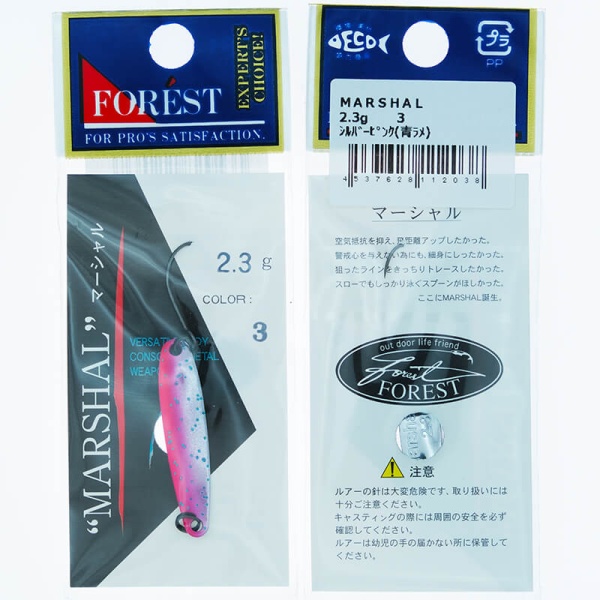 FORÉST
EXPERT'S
CHOICE!
FOR PRO'S SATISFACTION.
"MARSHAL" マーシャル
2.3g
COLOR:
3
VERSAT
CONSC
METAL
WEAPO
DECO
プラ
PP
MARSHAL
2.3g 3
ｼﾙﾊﾞｰﾋﾟﾝｸ(青ﾗﾒ)
4537628112038
マーシャル
空気抵抗を抑え、飛距離アップしたかった。
警戒心を与えない為にも、細身にしたかった。
狙ったラインをきっちりトレースしたかった。
スローでもしっかり泳ぐスプーンがほしかった。
ここにMARSHAL誕生。
out door life friend
Forest
FOREST
注意
ルアーの針は大変危険です、取り扱いには
十分ご注意ください。
キャスティングの際には周囲の安全を必ず
確認してください。
ルアーは幼児の手の届かない所に保管して
ください。